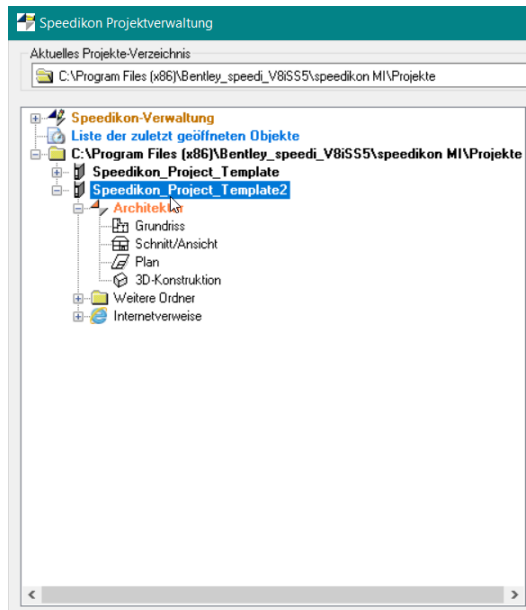 Speedikon Projektverwaltung
Aktuelles Projekte-Verzeichnis
C:\Program Files (x86)\Bentley_speedi_V8iSS5\speedikon MI\Projekte
Speedikon-Verwaltung
Liste der zuletzt geöffneten Objekte
C:\Program Files (x86)\Bentley_speedi_V8iSS5\speedikon MI\Projekte
Speedikon_Project_Template
Speedikon_Project_Template2
Architektur
Grundriss
Schnitt/Ansicht
Plan
3D-Konstruktion
Weitere Ordner
Internetverweise